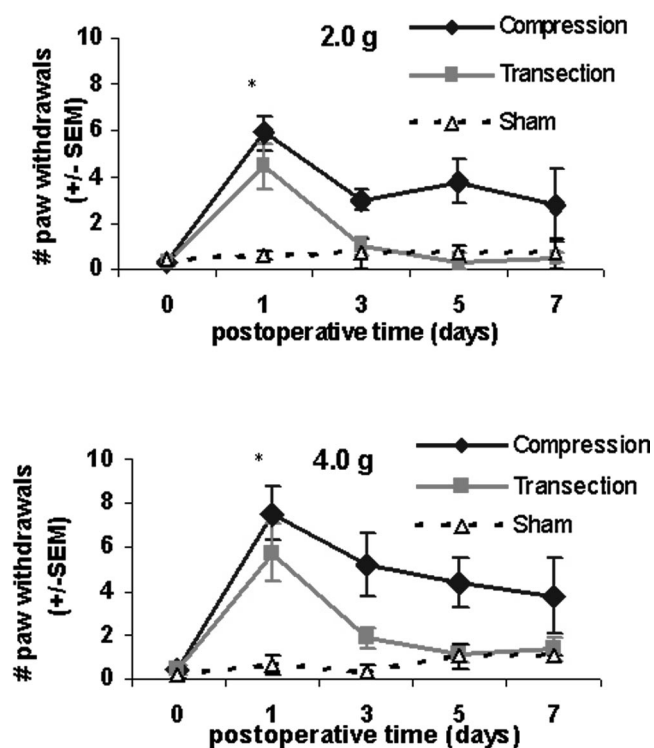 10
2.0 g
Compression
8
*
Transection
6
Sham
4
2
0
# paw withdrawals
(+/- SEM)
0 1 3 5 7
postoperative time (days)
Compression
10
*
4.0 g
Transection
8
Sham
6
4
2
0
# paw withdrawals
(+/-SEM)
0 1 3 5 7
postoperative time (days)